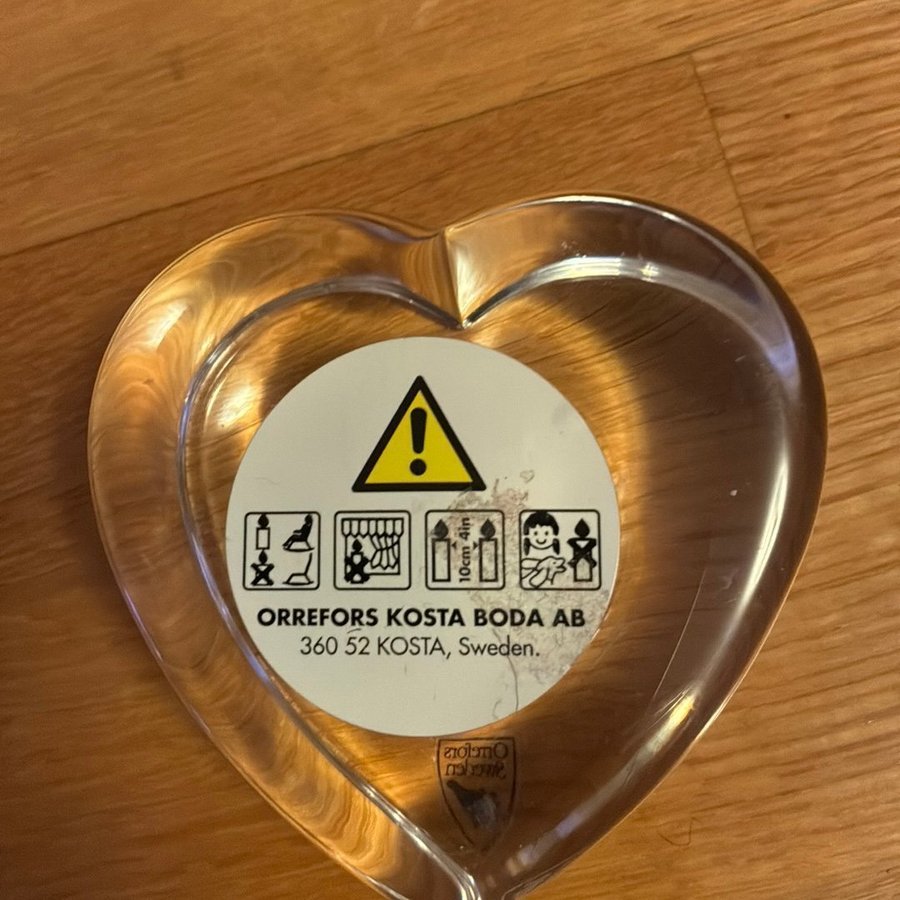 10cm 4in
ORREFORS KOSTA BODA AB
360 52 KOSTA, Sweden.
Orrefors
Sweden